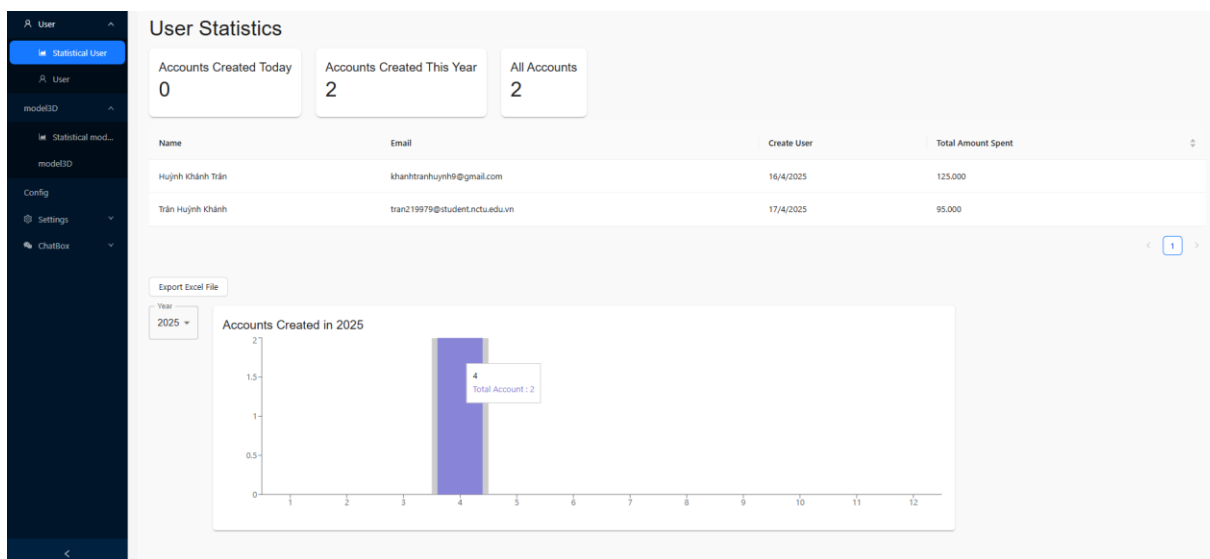 User
Statistical User
User
model3D
Statistical mod...
model3D
Config
Settings
ChatBox
User Statistics
Accounts Created Today
0
Accounts Created This Year
2
All Accounts
2
Name Email Create User Total Amount Spent
Huỳnh Khánh Trân khanhtranhuynh9@gmail.com 16/4/2025 125.000
Trân Huỳnh Khánh tran219979@student.nctu.edu.vn 17/4/2025 95.000
1
Export Excel File
Year
2025
Accounts Created in 2025
2
1.5
1
0.5
0
4
Total Account : 2
1 2 3 4 5 6 7 8 9 10 11 12